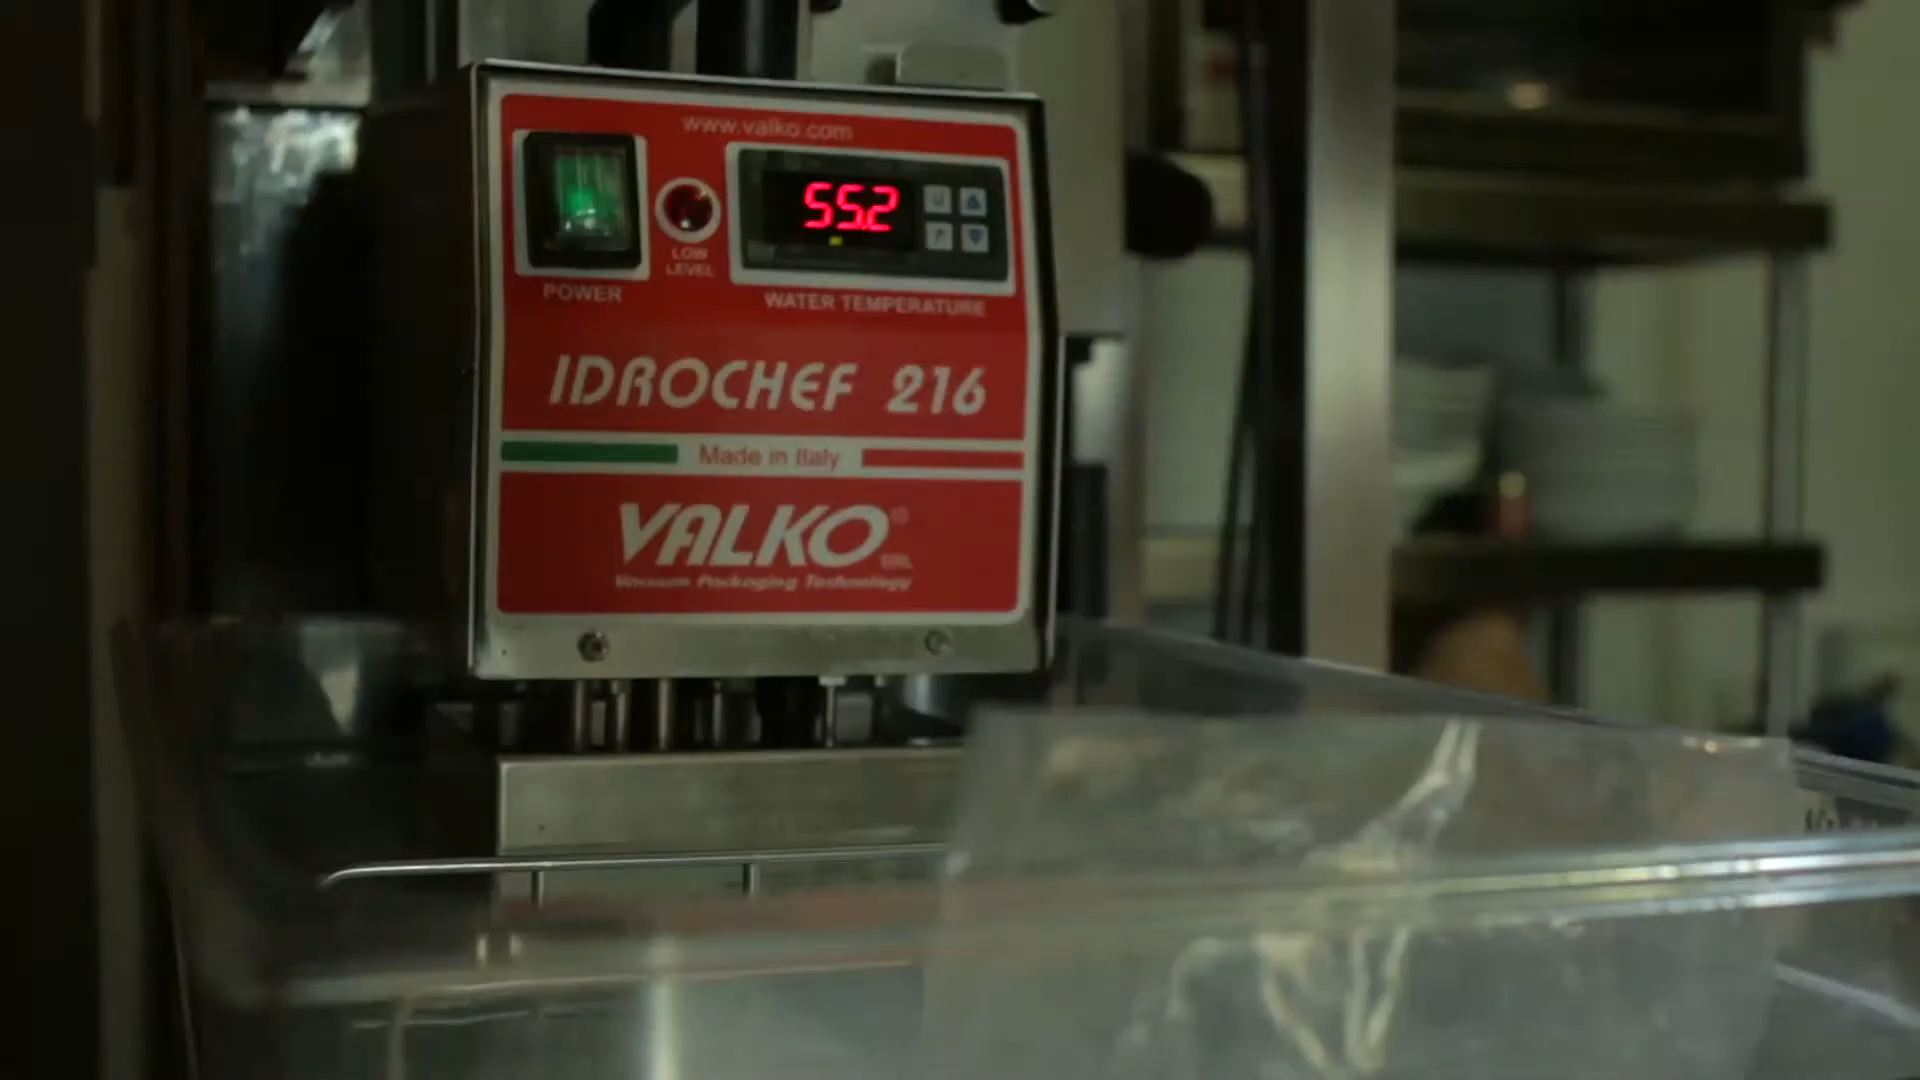 www.valko.com
55.2
LOW
LEVEL
POWER
WATER TEMPERATURE
IDROCHEF 216
Made in Italy
VALKO
SRL
Vacuum Packaging Technology